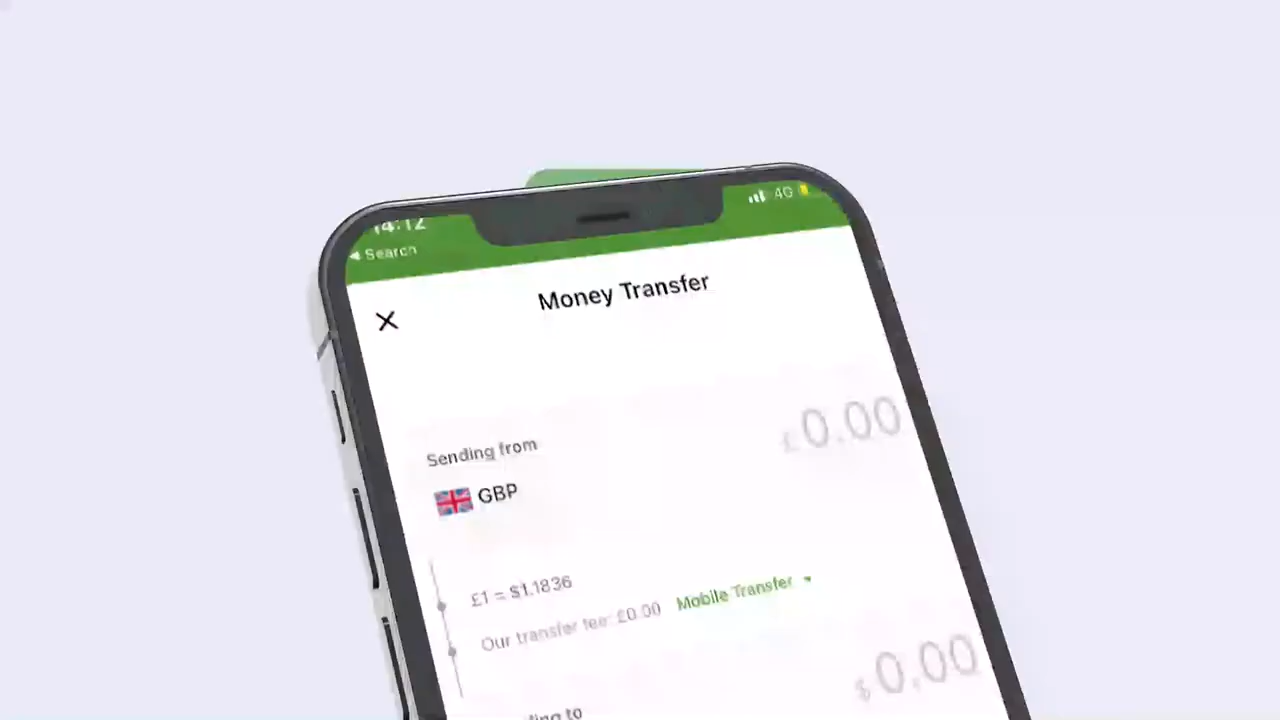 14:12
4G
Search
Money Transfer
Sending from
£0.00
GBP
£1 = $1.1836
Our transfer fee: £0.00 Mobile Transfer
$0.00
to